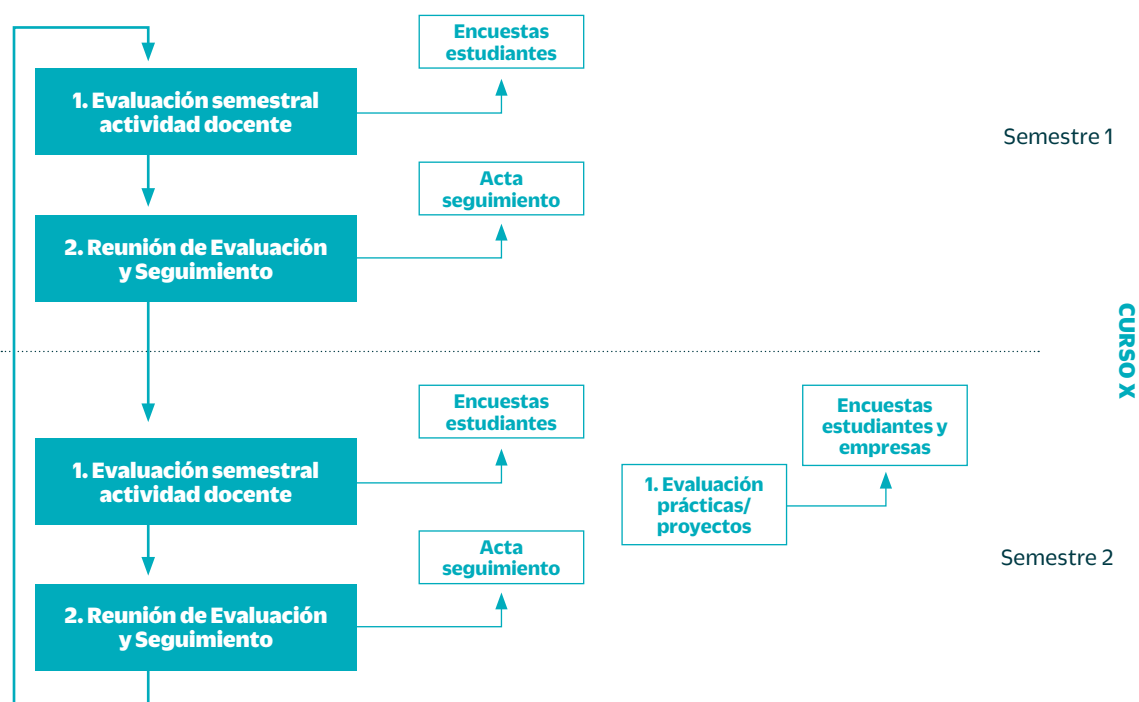 Encuestas
estudiantes
1. Evaluación semestral
actividad docente
Semestre 1
Acta
seguimiento
2. Reunión de Evaluación
y Seguimiento
CURSO X
Encuestas
estudiantes
Encuestas
estudiantes y
empresas
1. Evaluación semestral
actividad docente
1. Evaluación
prácticas/
proyectos
Acta
seguimiento
Semestre 2
2. Reunión de Evaluación
y Seguimiento